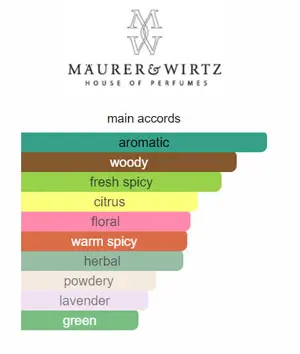 MW
MÄURER & WIRTZ
HOUSE OF PERFUMES
main accords
aromatic
woody
fresh spicy
citrus
floral
warm spicy
herbal
powdery
lavender
green